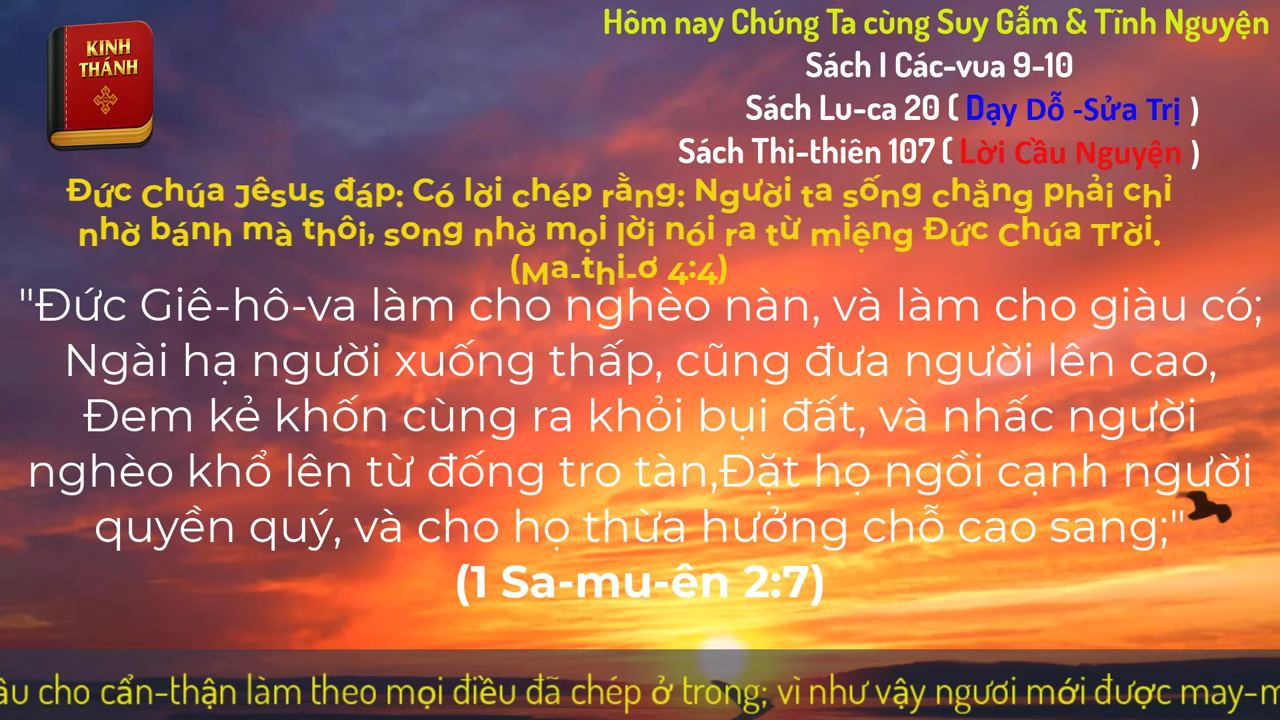 KINH
THÁNH
Hôm nay Chúng Ta cùng Suy Gẫm & Tĩnh Nguyện
Sách I Các-vua 9-10
Sách Lu-ca 20 ( Dạy Dỗ -Sửa Trị )
Sách Thi-thiên 107 ( Lời Cầu Nguyện )
Đức Chúa Jêsus đáp: Có lời chép rằng: Người ta sống chẳng phải chỉ
nhờ bánh mà thôi, song nhờ mọi lời nói ra từ miệng Đức Chúa Trời.
(Ma-thi-ơ 4:4)
"Đức Giê-hô-va làm cho nghèo nàn, và làm cho giàu có;
Ngài hạ người xuống thấp, cũng đưa người lên cao,
Đem kẻ khốn cùng ra khỏi bụi đất, và nhấc người
nghèo khổ lên từ đống tro tàn,Đặt họ ngồi cạnh người
quyền quý, và cho họ thừa hưởng chỗ cao sang;"
(1 Sa-mu-ên 2:7)
cho cẩn-thận làm theo mọi điều đã chép ở trong; vì như vậy ngươi mới được may-m